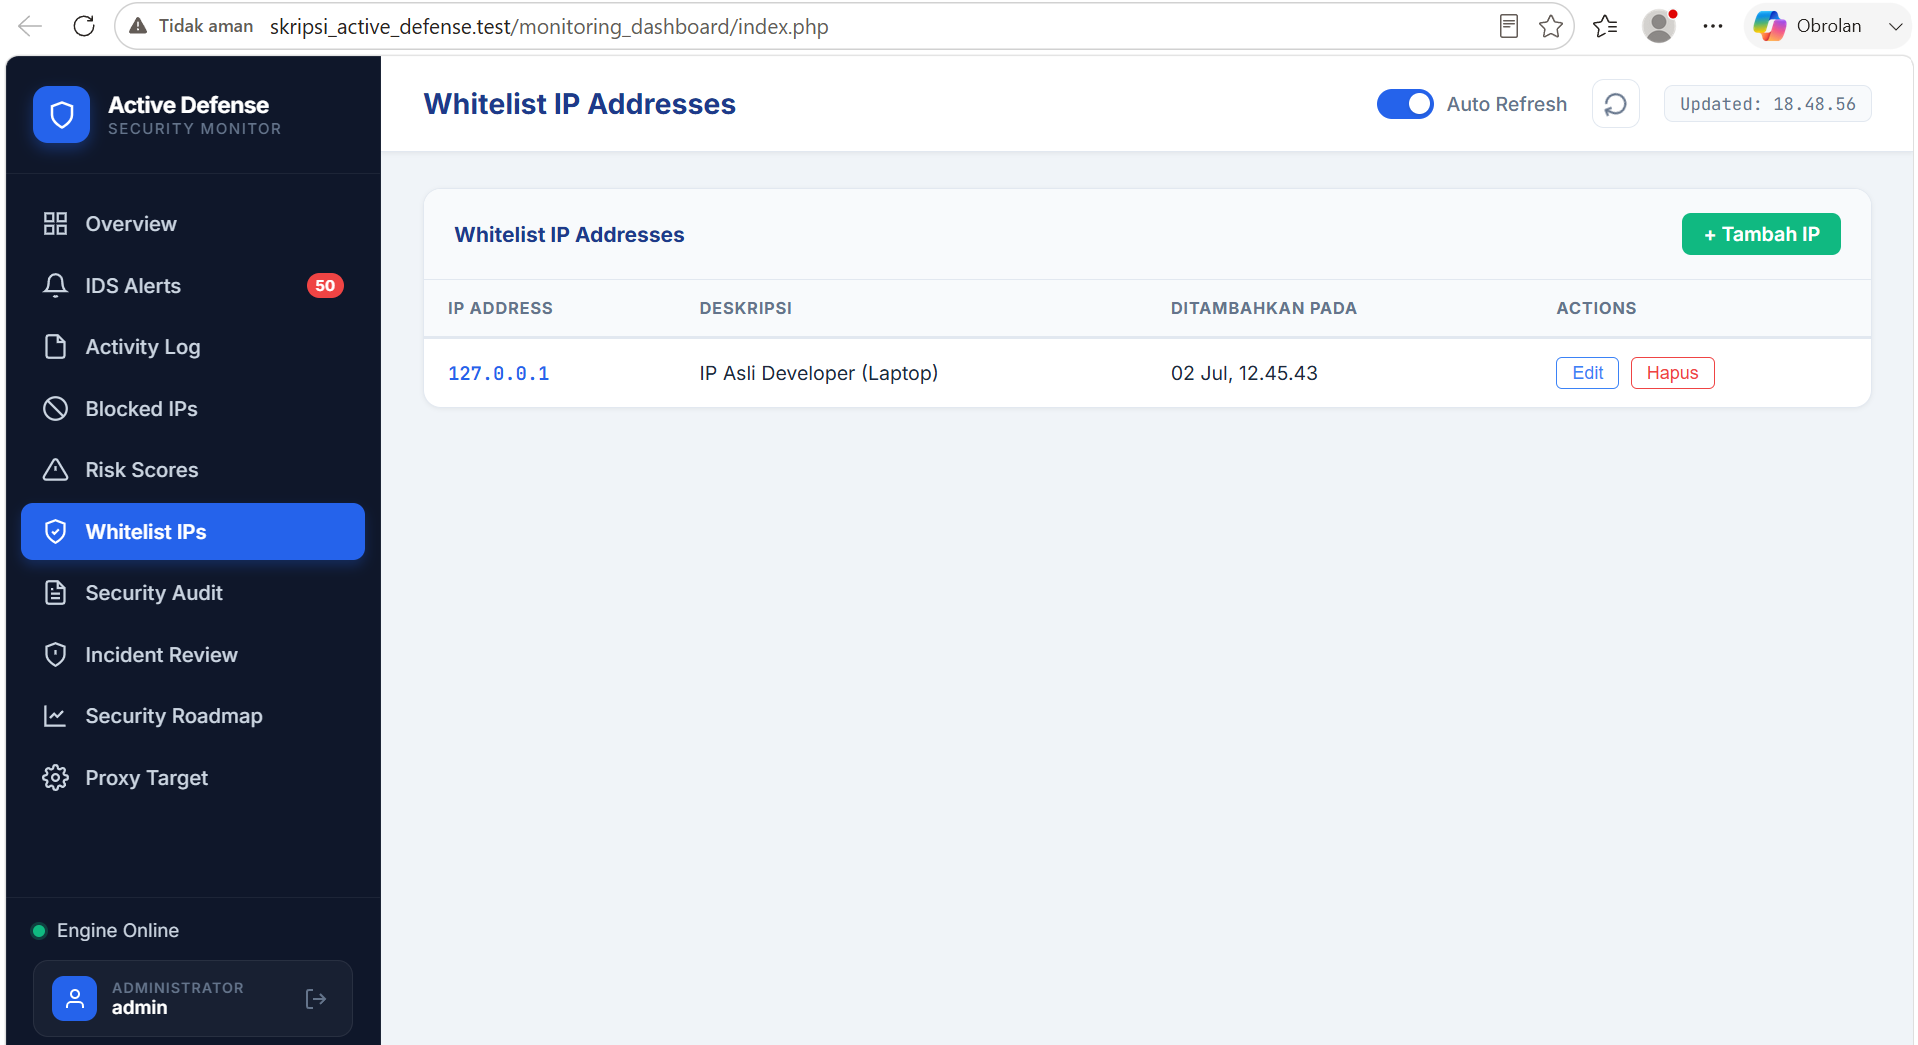 Tidak aman
skripsi_active_defense.test/monitoring_dashboard/index.php
Obrolan
Active Defense
SECURITY MONITOR
Overview
IDS Alerts
50
Activity Log
Blocked IPs
Risk Scores
Whitelist IPs
Security Audit
Incident Review
Security Roadmap
Proxy Target
Engine Online
ADMINISTRATOR
admin
Whitelist IP Addresses
Auto Refresh
Updated: 18.48.56
Whitelist IP Addresses
+ Tambah IP
IP ADDRESS DESKRIPSI DITAMBAHKAN PADA ACTIONS
127.0.0.1 IP Asli Developer (Laptop) 02 Jul, 12.45.43 Edit Hapus